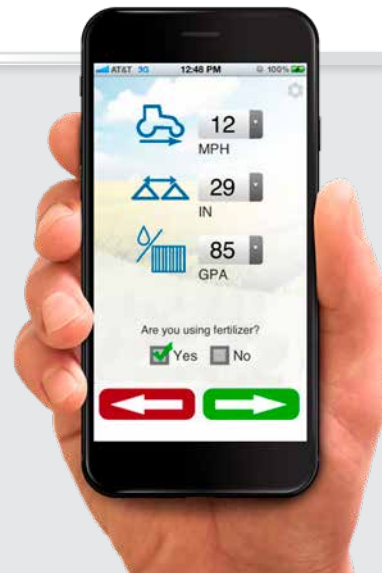 AT&T 3G 12:48 PM 100%
12
MPH
29
IN
85
GPA
Are you using fertilizer?
Yes No